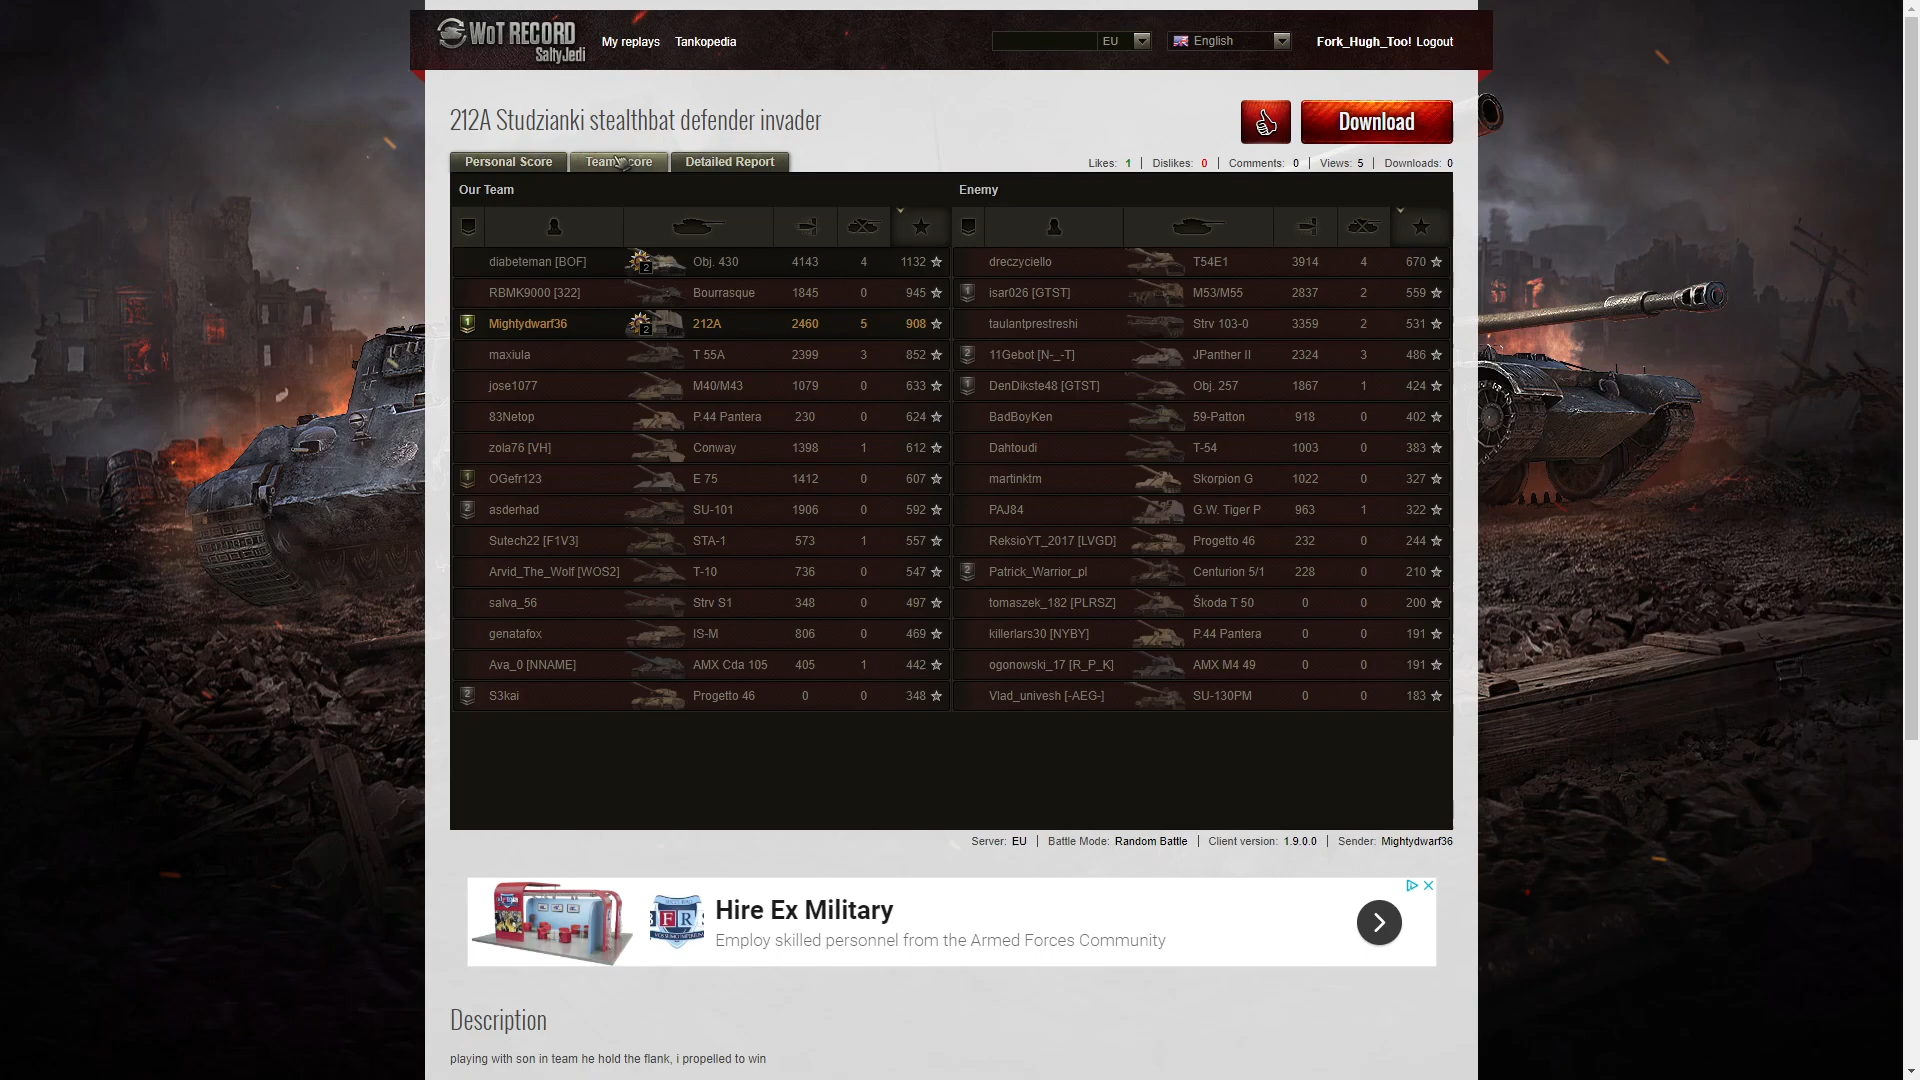 WoT RECORD
SaltyJedi
My replays
Tankopedia
EU
English
Fork_Hugh_Too! Logout
212A Studzianki stealthbat defender invader
Download
Personal Score
Team Score
Detailed Report
Likes: 1 | Dislikes: 0 | Comments: 0 | Views: 5 | Downloads: 0
Our Team
diabeteman [BOF] 2 Obj. 430 4143 4 1132
RBMK9000 [322] Bourrasque 1845 0 945
1 Mightydwarf36 2 212A 2460 5 908
maxiula T 55A 2399 3 852
jose1077 M40/M43 1079 0 633
83Netop P.44 Pantera 230 0 624
zola76 [VH] Conway 1398 1 612
1 OGefr123 E 75 1412 0 607
2 asderhad SU-101 1906 0 592
Sutech22 [F1V3] STA-1 573 1 557
Arvid_The_Wolf [WOS2] T-10 736 0 547
salva_56 Strv S1 348 0 497
genatafox IS-M 806 0 469
Ava_0 [NNAME] AMX Cda 105 405 1 442
2 S3kai Progetto 46 0 0 348
Enemy
dreczyciello T54E1 3914 4 670
1 isar026 [GTST] M53/M55 2837 2 559
taulantprestreshi Strv 103-0 3359 2 531
2 11Gebot [N-_-T] JPanther II 2324 3 486
1 DenDikste48 [GTST] Obj. 257 1867 1 424
BadBoyKen 59-Patton 918 0 402
Dahtoudi T-54 1003 0 383
martinktm Skorpion G 1022 0 327
PAJ84 G.W. Tiger P 963 1 322
ReksioYT_2017 [LVGD] Progetto 46 232 0 244
2 Patrick_Warrior_pl Centurion 5/1 228 0 210
tomaszek_182 [PLRSZ] Škoda T 50 0 0 200
killerlars30 [NYBY] P.44 Pantera 0 0 191
ogonowski_17 [R_P_K] AMX M4 49 0 0 191
Vlad_univesh [-AEG-] SU-130PM 0 0 183
Server: EU | Battle Mode: Random Battle | Client version: 1.9.0.0 | Sender: Mightydwarf36
FR
Hire Ex Military
Employ skilled personnel from the Armed Forces Community
Description
playing with son in team he hold the flank, i propelled to win